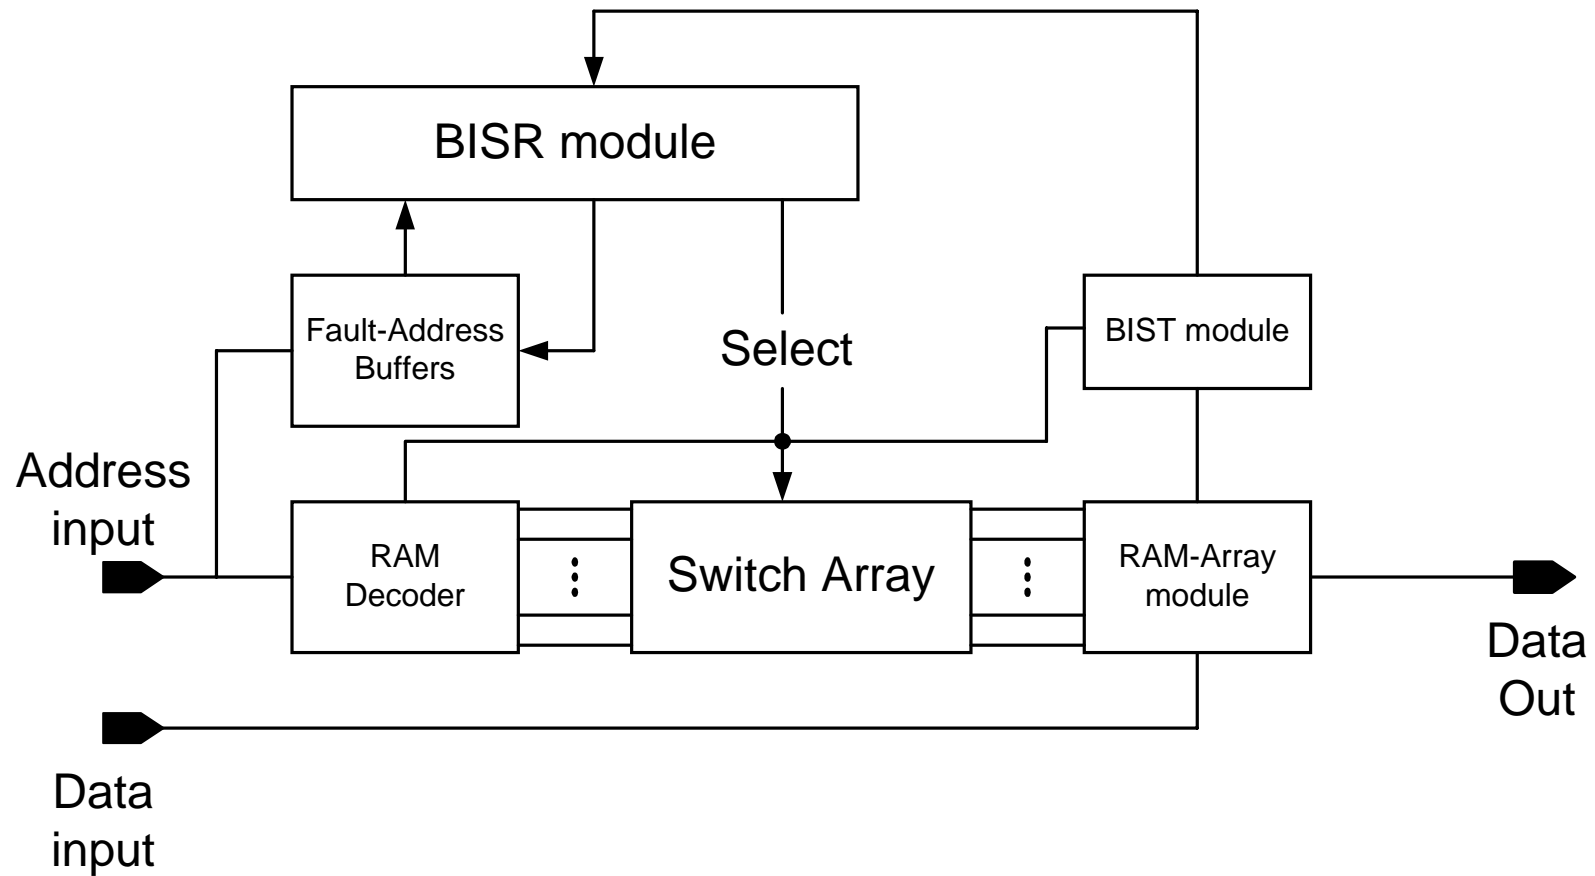 BISR module
Fault-Address
Buffers
Select
BIST module
Address
input
RAM
Decoder
Switch Array
RAM-Array
module
Data
Out
Data
input